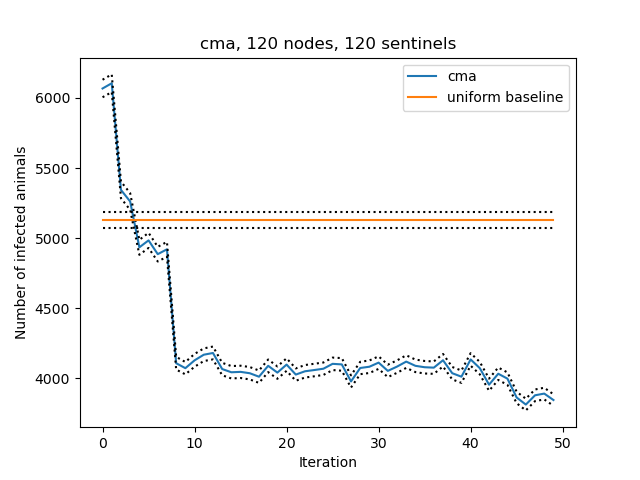 cma, 120 nodes, 120 sentinels
cma
uniform baseline
Number of infected animals
6000
5500
5000
4500
4000
0 10 20 30 40 50
Iteration